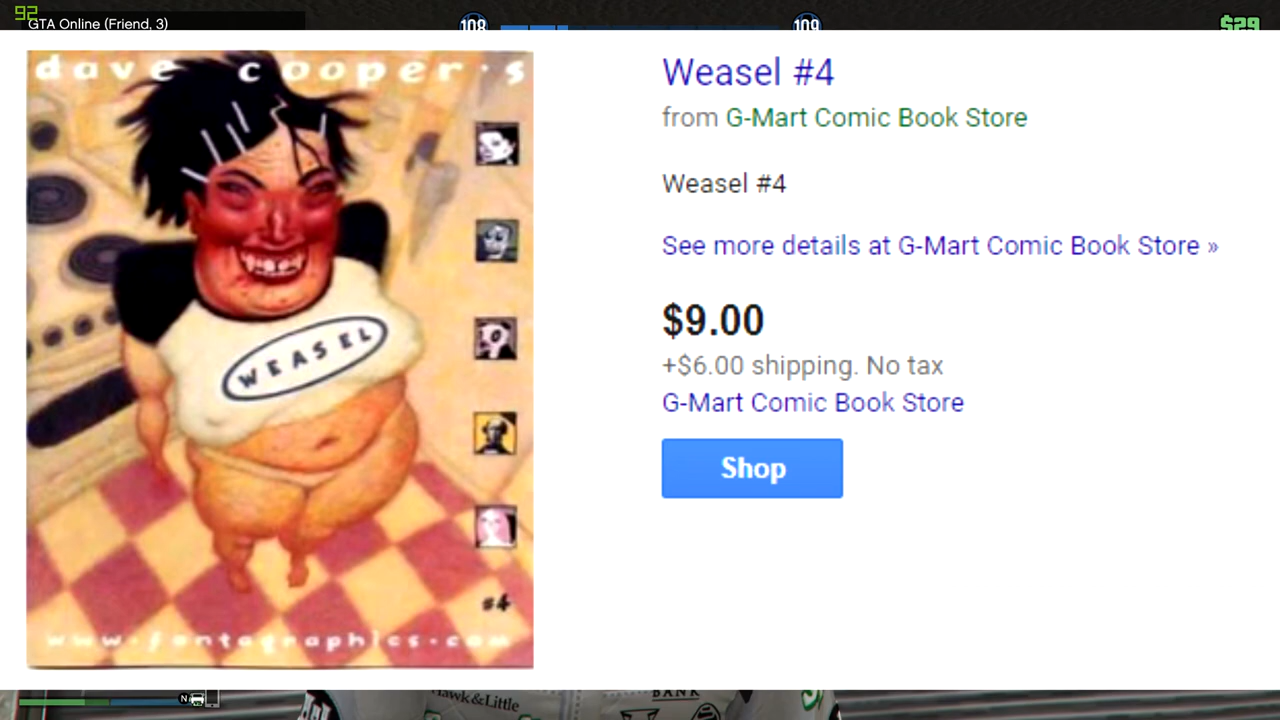 92
GTA Online (Friend, 3)
108
109
$29
dave cooper's
WEASEL
#4
www.fantagraphics.com
Weasel #4
from G-Mart Comic Book Store
Weasel #4
See more details at G-Mart Comic Book Store »
$9.00
+$6.00 shipping. No tax
G-Mart Comic Book Store
Shop
N
Hawk & Little
BANK